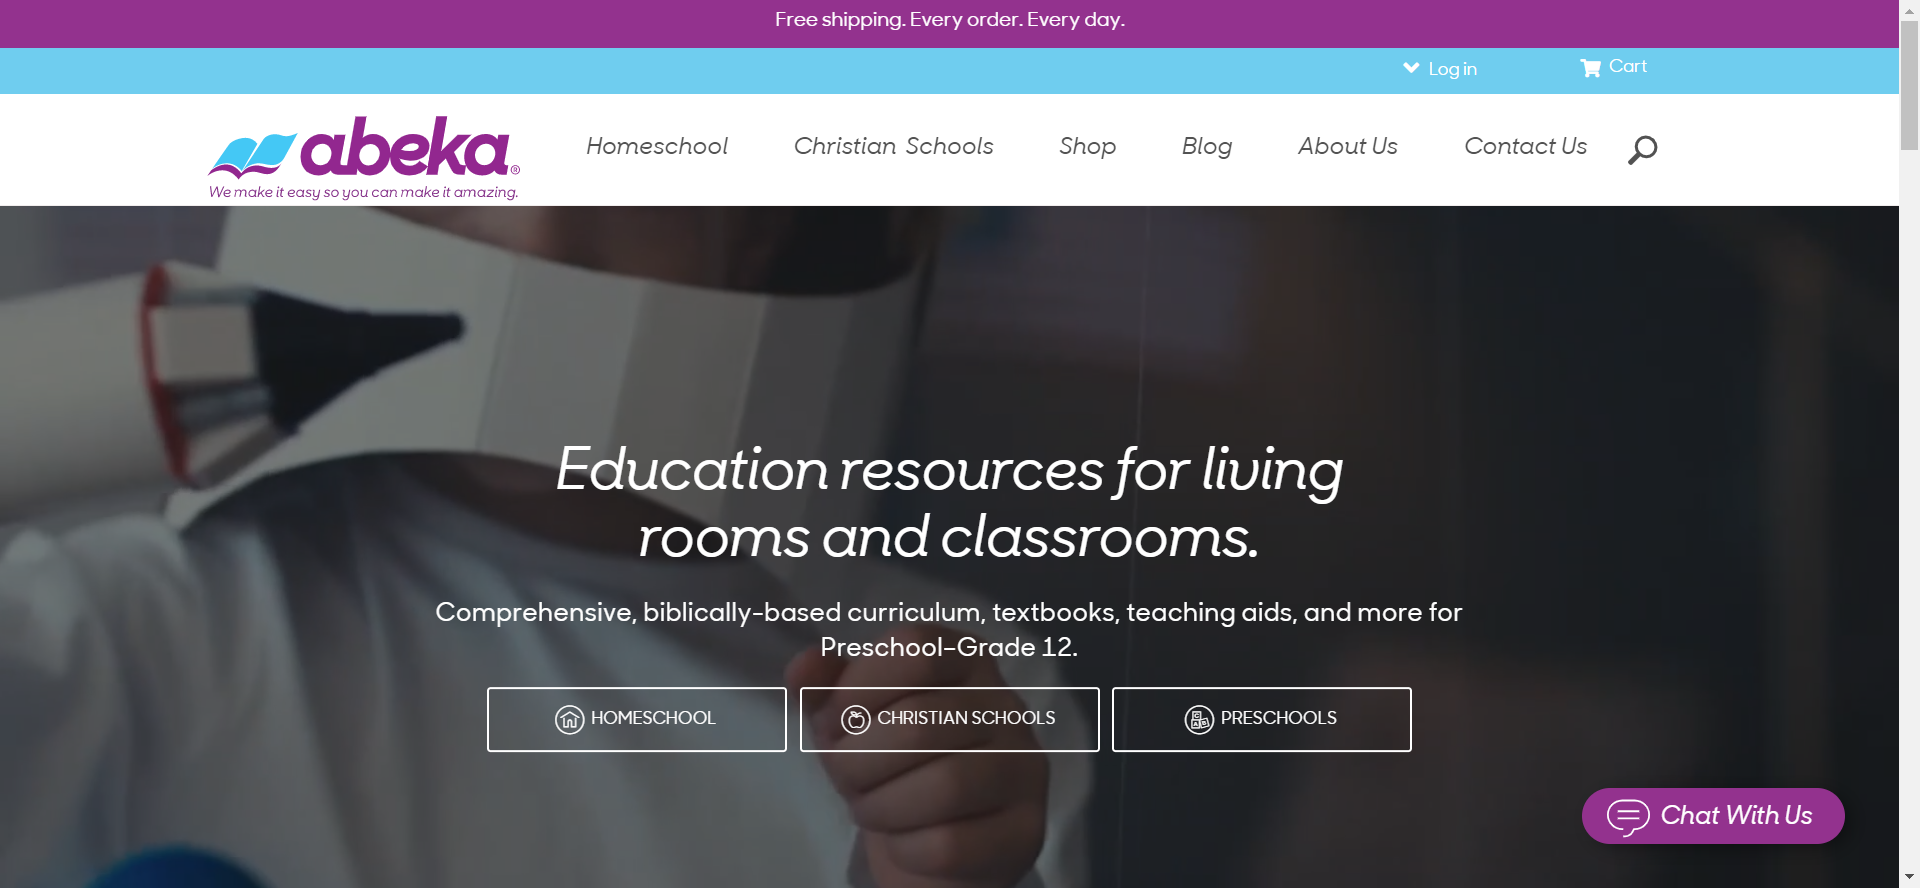 Free shipping. Every order. Every day.
Log in
Cart
abeka®
We make it easy so you can make it amazing.
Homeschool
Christian Schools
Shop
Blog
About Us
Contact Us
Education resources for living
rooms and classrooms.
Comprehensive, biblically-based curriculum, textbooks, teaching aids, and more for
Preschool–Grade 12.
HOMESCHOOL
CHRISTIAN SCHOOLS
PRESCHOOLS
Chat With Us